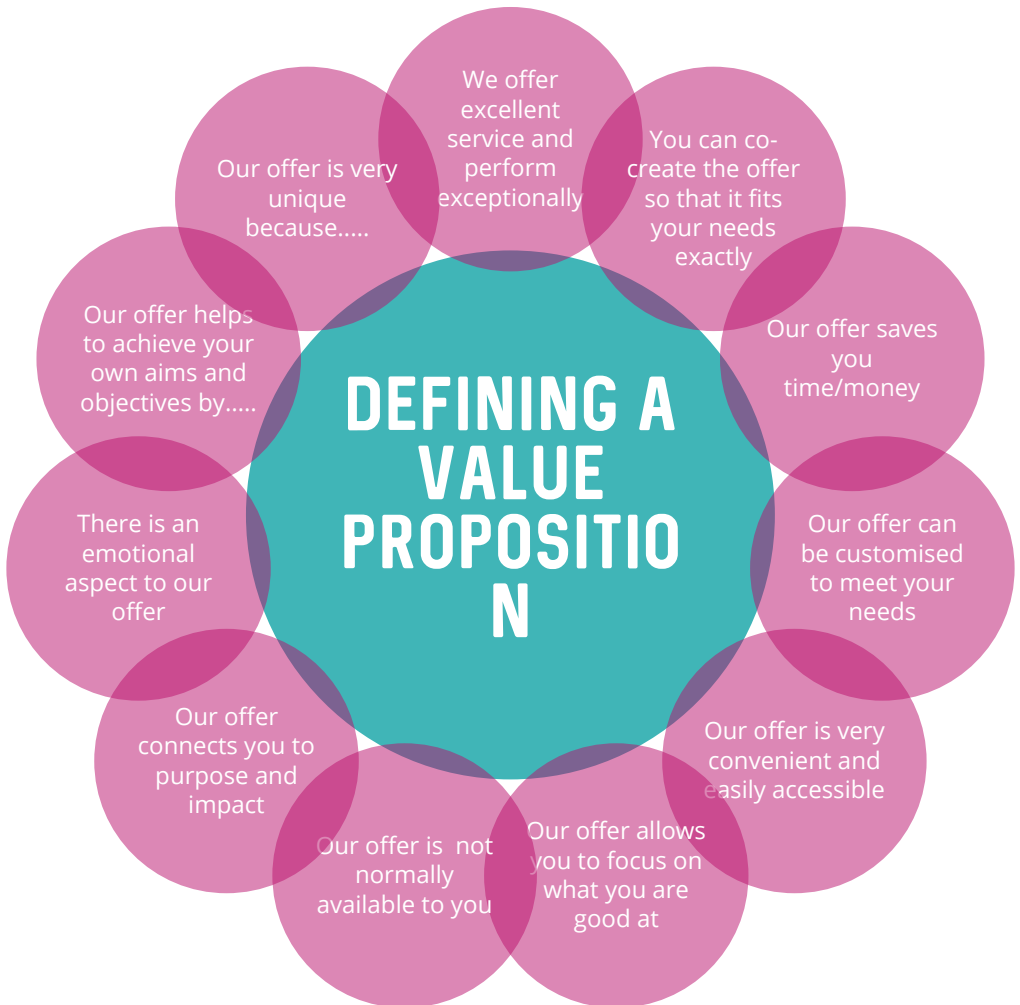 We offer
excellent
service and
perform
exceptionally
You can co-
create the offer
so that it fits
your needs
exactly
Our offer saves
you
time/money
Our offer can
be customised
to meet your
needs
Our offer is very
convenient and
easily accessible
Our offer allows
you to focus on
what you are
good at
Our offer is  not
normally
available to you
Our offer
connects you to
purpose and
impact
There is an
emotional
aspect to our
offer
Our offer helps
to achieve your
own aims and
objectives by.....
Our offer is very
unique
because.....
DEFINING A
VALUE
PROPOSITIO
N